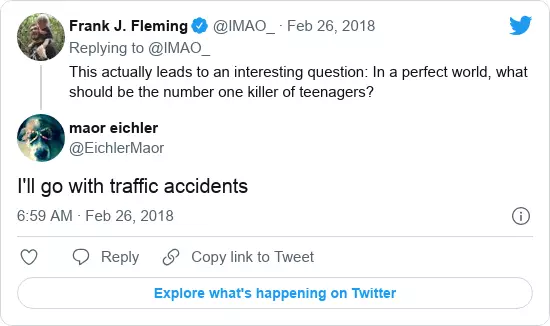 Frank J. Fleming @IMAO_ · Feb 26, 2018
Replying to @IMAO_
This actually leads to an interesting question: In a perfect world, what
should be the number one killer of teenagers?
maor eichler
@EichlerMaor
I'll go with traffic accidents
6:59 AM · Feb 26, 2018
Reply
Copy link to Tweet
Explore what's happening on Twitter